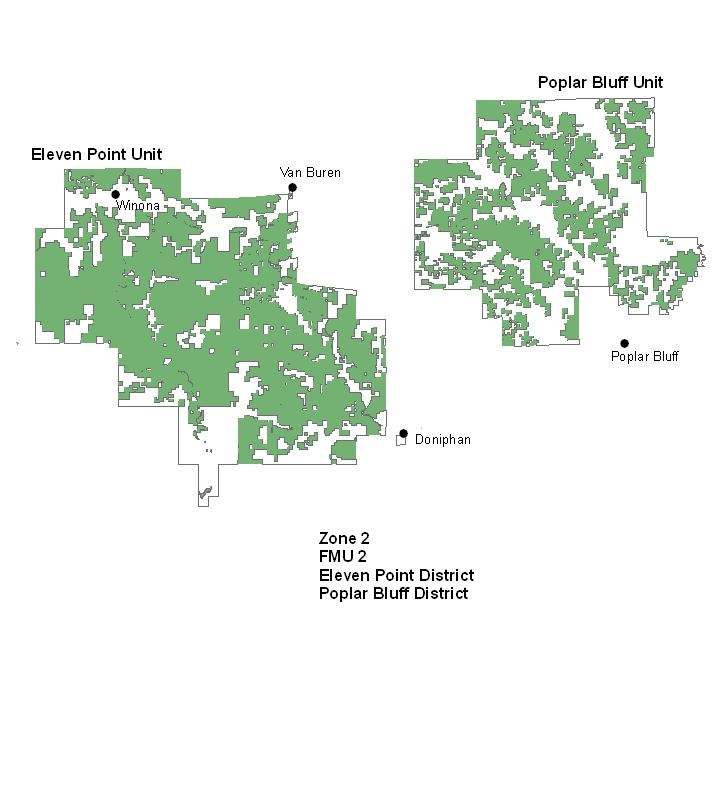 Poplar Bluff Unit
Eleven Point Unit
Van Buren
Winona
Poplar Bluff
Doniphan
Zone 2
FMU 2
Eleven Point District
Poplar Bluff District